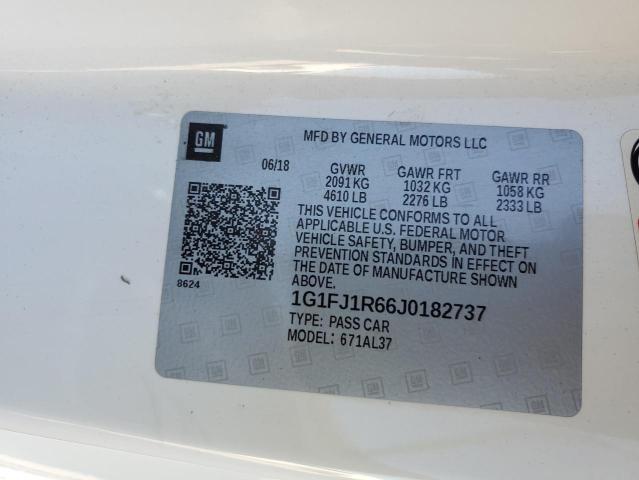 GM
MFD BY GENERAL MOTORS LLC
06/18 GVWR GAWR FRT GAWR RR
2091 KG 1032 KG 1058 KG
4610 LB 2276 LB 2333 LB
THIS VEHICLE CONFORMS TO ALL
APPLICABLE U.S. FEDERAL MOTOR
VEHICLE SAFETY, BUMPER, AND THEFT
PREVENTION STANDARDS IN EFFECT ON
THE DATE OF MANUFACTURE SHOWN
ABOVE.
8624
1G1FJ1R66J0182737
TYPE: PASS CAR
MODEL: 671AL37